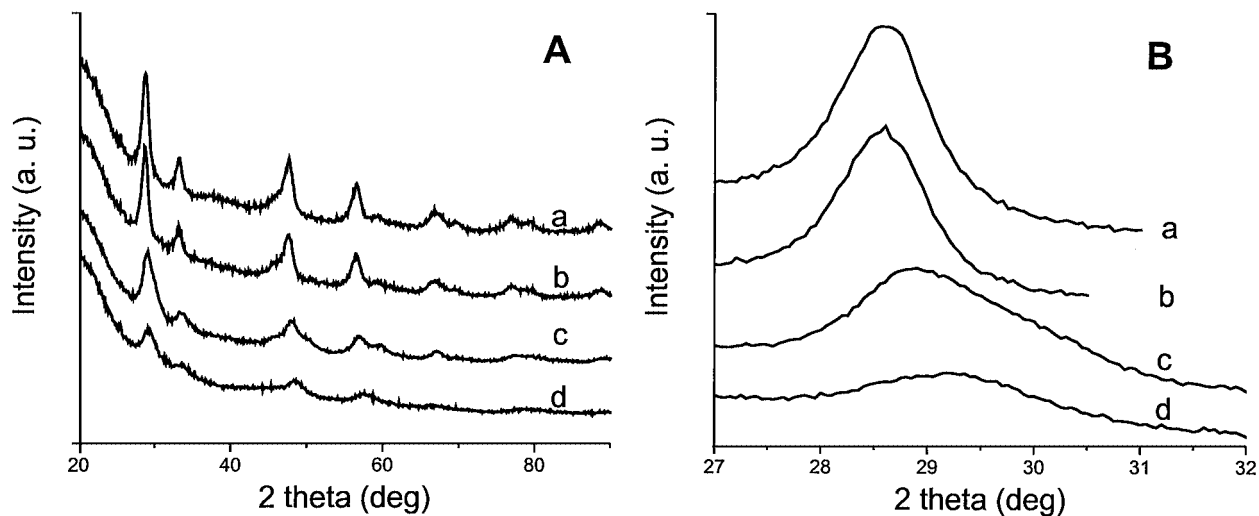 A
a
b
c
d
Intensity (a. u.)
20 40 60 80
2 theta (deg)
B
a
b
c
d
Intensity (a. u.)
27 28 29 30 31 32
2 theta (deg)